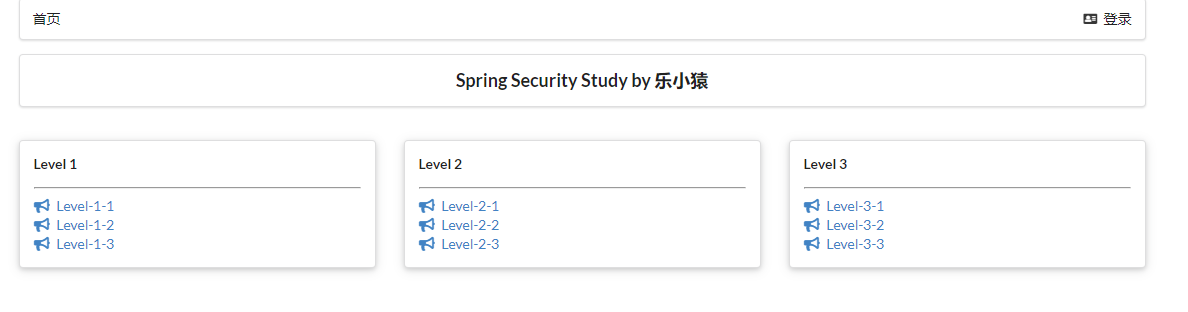 首页
登录
Spring Security Study by 乐小猿
Level 1
Level-1-1
Level-1-2
Level-1-3
Level 2
Level-2-1
Level-2-2
Level-2-3
Level 3
Level-3-1
Level-3-2
Level-3-3